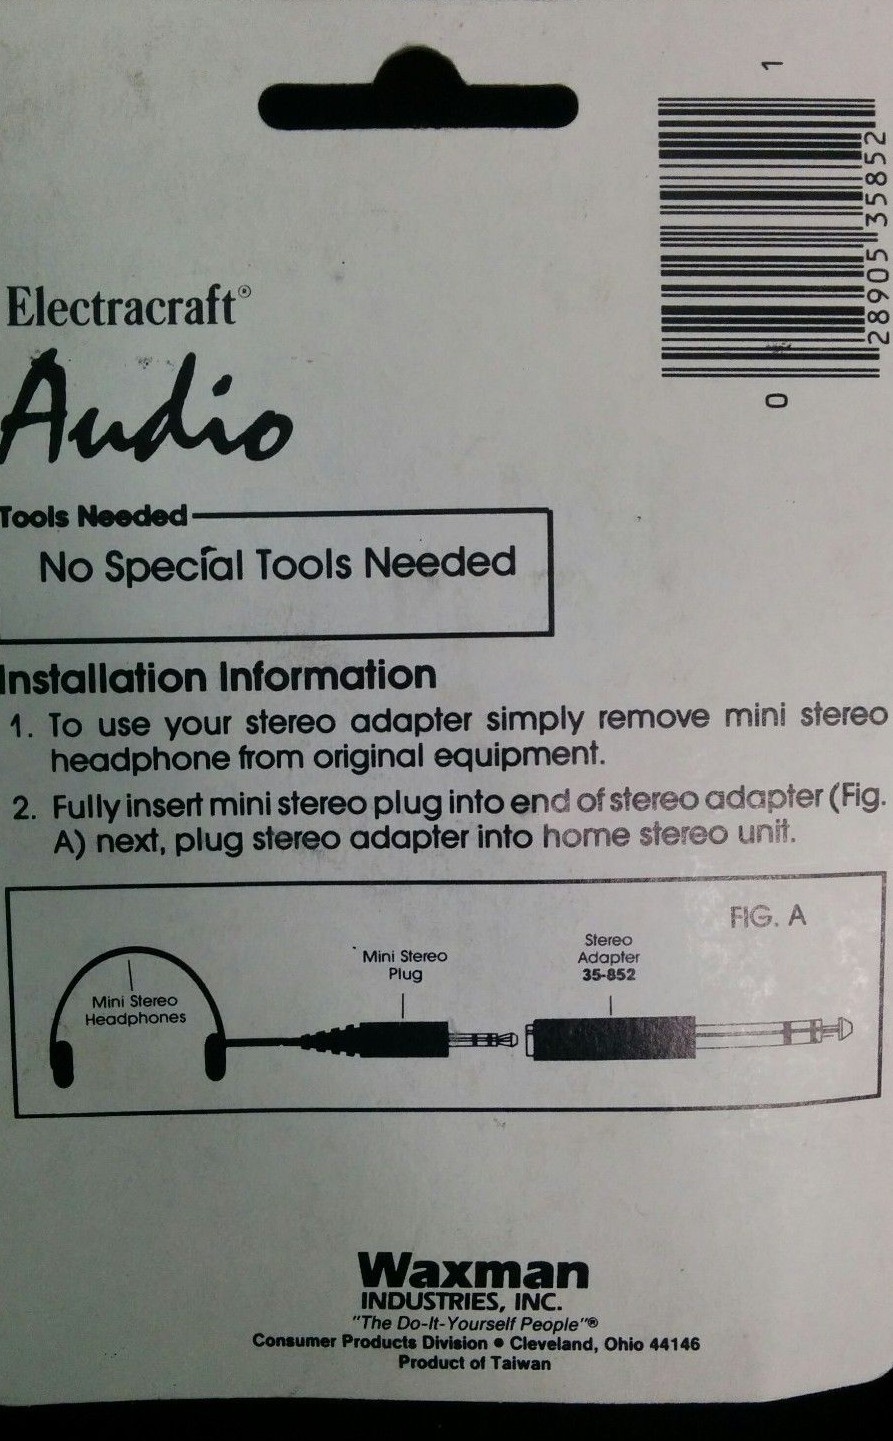 1
28905 35852
0
Electracraft®
Audio
Tools Needed
No Special Tools Needed
Installation Information
1. To use your stereo adapter simply remove mini stereo
headphone from original equipment.
2. Fully insert mini stereo plug into end of stereo adapter (Fig.
A) next, plug stereo adapter into home stereo unit.
FIG. A
Mini Stereo
Headphones
Mini Stereo
Plug
Stereo
Adapter
35-852
Waxman
INDUSTRIES, INC.
"The Do-It-Yourself People"®
Consumer Products Division • Cleveland, Ohio 44146
Product of Taiwan